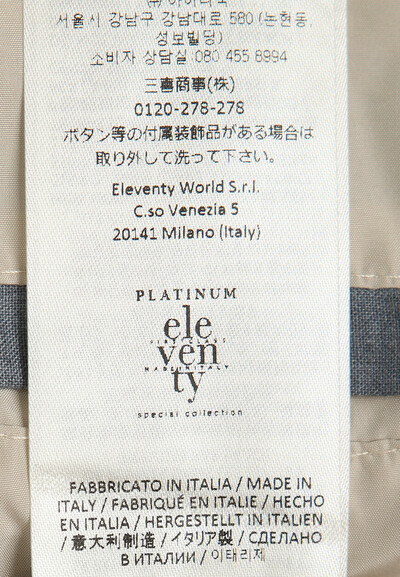 서울시 강남구 강남대로 580 (논현동,
성보빌딩)
소비자 상담실:080 455 8994
三喜商事(株)
0120-278-278
ボタン等の付属装飾品がある場合は
取り外して洗って下さい。
Eleventy World S.r.l.
C.so Venezia 5
20141 Milano (Italy)
PLATINUM
ele
FIRST CLASS
ven
MADE IN ITALY
ty
special collection
FABBRICATO IN ITALIA / MADE IN
ITALY / FABRIQUÉ EN ITALIE / HECHO
EN ITALIA / HERGESTELLT IN ITALIEN
/ 意大利制造 / イタリア製 / СДЕЛАНО
В ИТАЛИИ / 이태리제